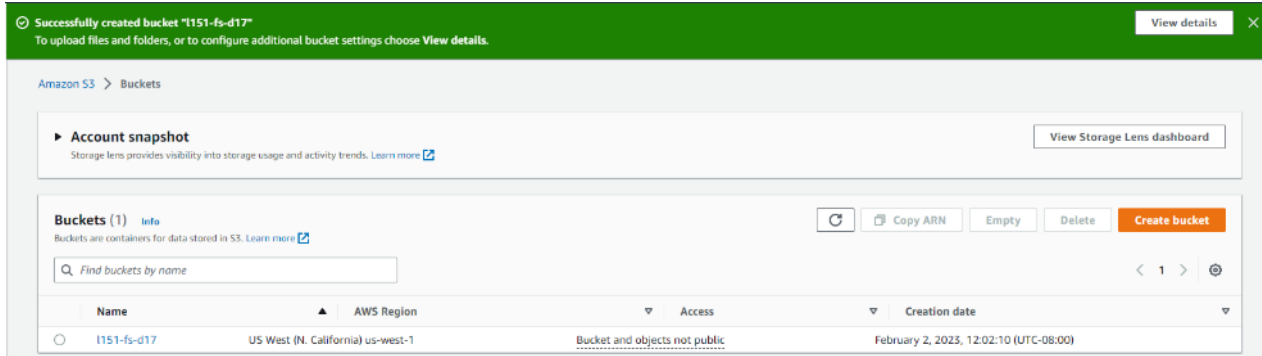 Successfully created bucket "l151-fs-d17"
To upload files and folders, or to configure additional bucket settings choose View details.
View details
Amazon S3 > Buckets
Account snapshot
Storage lens provides visibility into storage usage and activity trends. Learn more
View Storage Lens dashboard
Buckets (1) Info
Buckets are containers for data stored in S3. Learn more
Copy ARN Empty Delete Create bucket
Find buckets by name
< 1 >
Name AWS Region Access Creation date
l151-fs-d17 US West (N. California) us-west-1 Bucket and objects not public February 2, 2023, 12:02:10 (UTC-08:00)